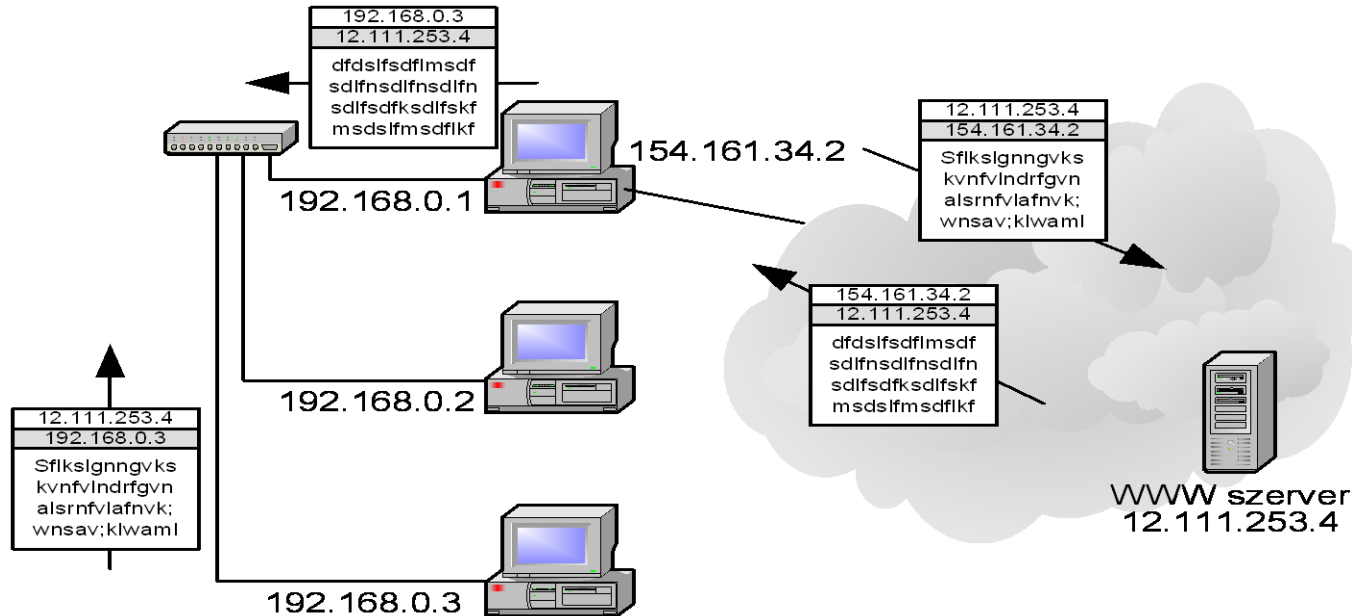 192.168.0.3
12.111.253.4
dfdslfsdflmsdf
sdlfnsdlfnsdlfn
sdlfsdfksdlfskf
msdslfmsdflkf
154.161.34.2
192.168.0.1
12.111.253.4
154.161.34.2
Sflkslgnngvks
kvnfvlndrfgvn
alsrnfvlafnvk;
wnsav;klwaml
154.161.34.2
12.111.253.4
dfdslfsdflmsdf
sdlfnsdlfnsdlfn
sdlfsdfksdlfskf
msdslfmsdflkf
192.168.0.2
12.111.253.4
192.168.0.3
Sflkslgnngvks
kvnfvlndrfgvn
alsrnfvlafnvk;
wnsav;klwaml
WWW szerver
12.111.253.4
192.168.0.3